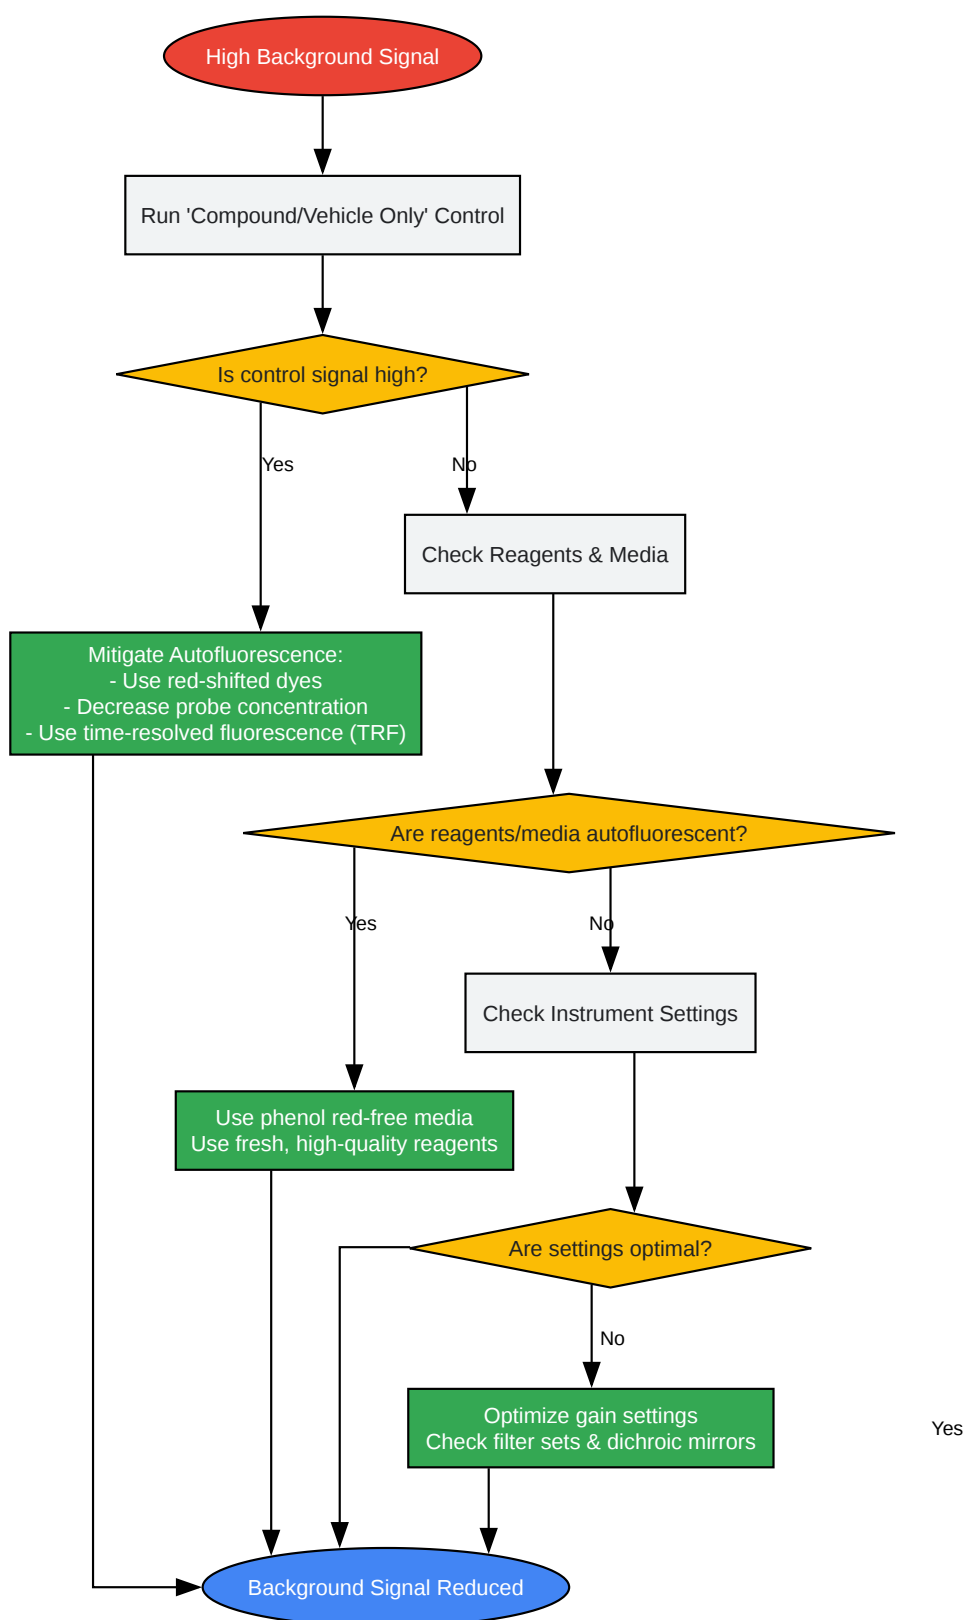 High Background Signal
Run 'Compound/Vehicle Only' Control
Is control signal high?
Yes
No
Check Reagents & Media
Mitigate Autofluorescence:
- Use red-shifted dyes
- Decrease probe concentration
- Use time-resolved fluorescence (TRF)
Are reagents/media autofluorescent?
Yes
No
Check Instrument Settings
Use phenol red-free media
Use fresh, high-quality reagents
Are settings optimal?
No
Optimize gain settings
Check filter sets & dichroic mirrors
Yes
Background Signal Reduced